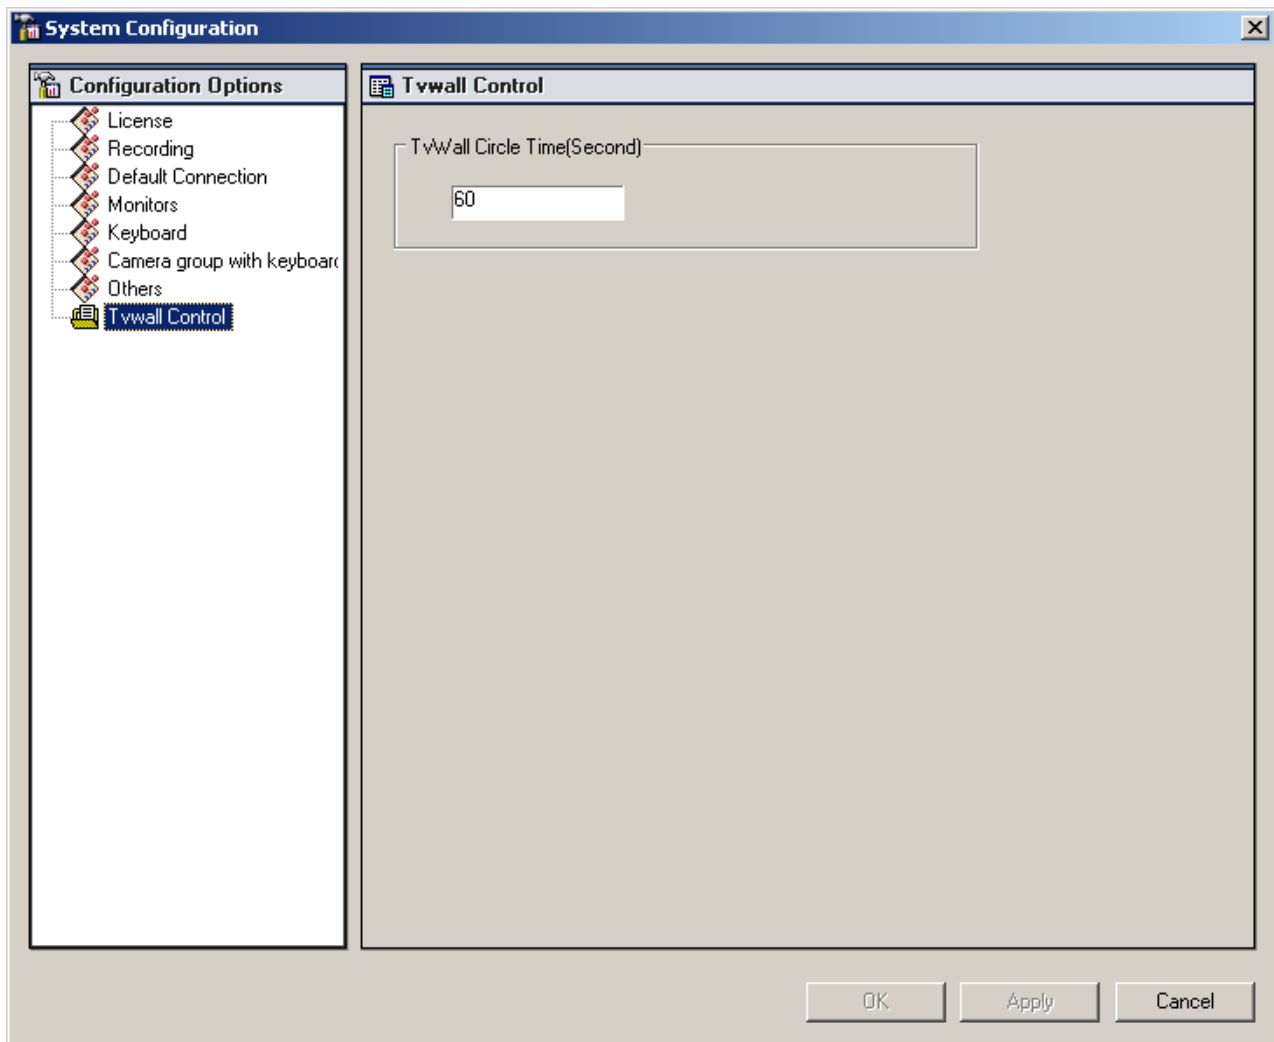 System Configuration
Configuration Options
License
Recording
Default Connection
Monitors
Keyboard
Camera group with keyboard
Others
Tvwall Control
Tvwall Control
TvWall Circle Time(Second)
60
OK
Apply
Cancel